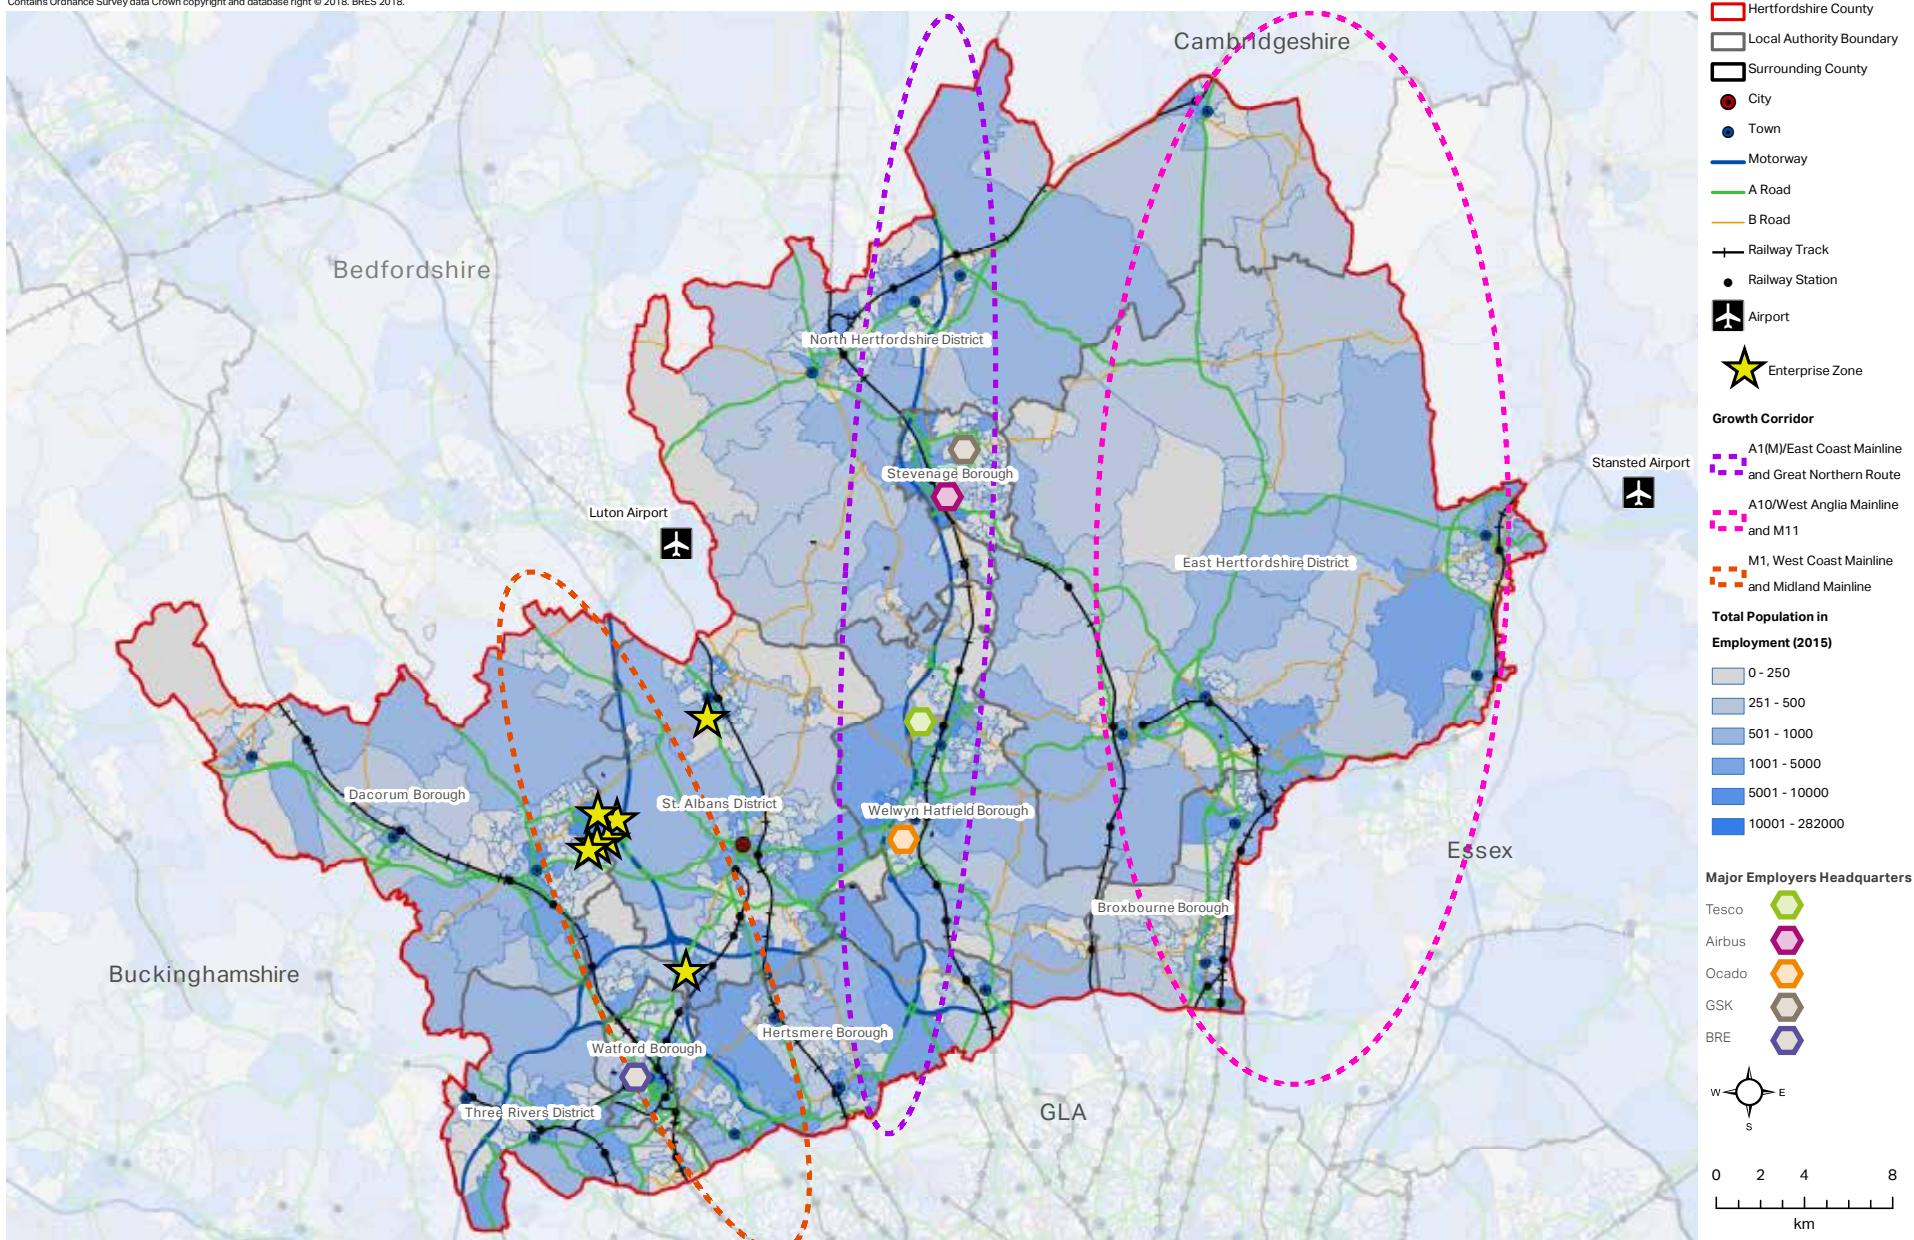 Contains Ordnance Survey data Crown copyright and database right © 2018. BRES 2018.
Cambridgeshire
Bedfordshire
North Hertfordshire District
Stevenage Borough
Luton Airport
Stansted Airport
East Hertfordshire District
Dacorum Borough
St. Albans District
Welwyn Hatfield Borough
Essex
Broxbourne Borough
Buckinghamshire
Hertsmere Borough
Watford Borough
Three Rivers District
GLA
Hertfordshire County
Local Authority Boundary
Surrounding County
City
Town
Motorway
A Road
B Road
Railway Track
Railway Station
Airport
Enterprise Zone
Growth Corridor
A1(M)/East Coast Mainline
and Great Northern Route
A10/West Anglia Mainline
and M11
M1, West Coast Mainline
and Midland Mainline
Total Population in
Employment (2015)
0 - 250
251 - 500
501 - 1000
1001 - 5000
5001 - 10000
10001 - 282000
Major Employers Headquarters
Tesco
Airbus
Ocado
GSK
BRE
N
W E
S
0 2 4 8
km